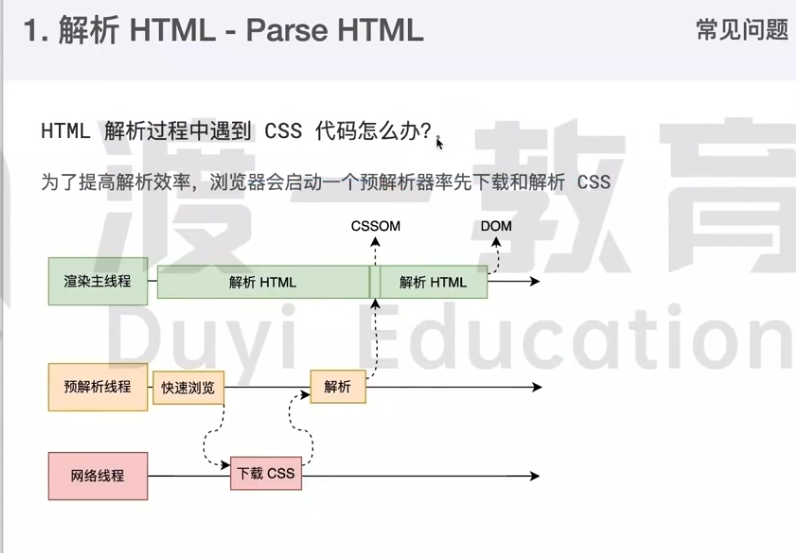 1. 解析 HTML - Parse HTML
常见问题
HTML 解析过程中遇到 CSS 代码怎么办?
为了提高解析效率，浏览器会启动一个预解析器率先下载和解析 CSS
CSSOM
DOM
渲染主线程
解析 HTML
解析 HTML
预解析线程
快速浏览
解析
网络线程
下载 CSS
渡一教育
Duyi Education